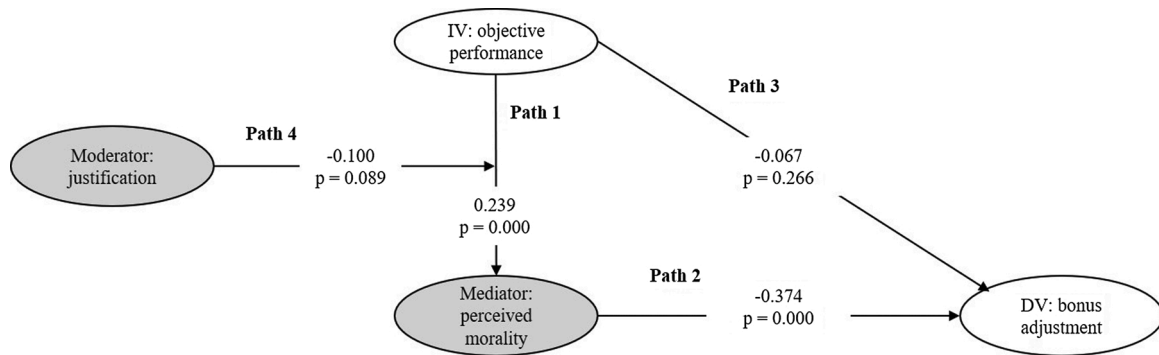 IV: objective
performance
Path 3
Path 1
Path 4
Moderator:
justification
-0.100
p = 0.089
-0.067
p = 0.266
0.239
p = 0.000
Path 2
Mediator:
perceived
morality
-0.374
p = 0.000
DV: bonus
adjustment